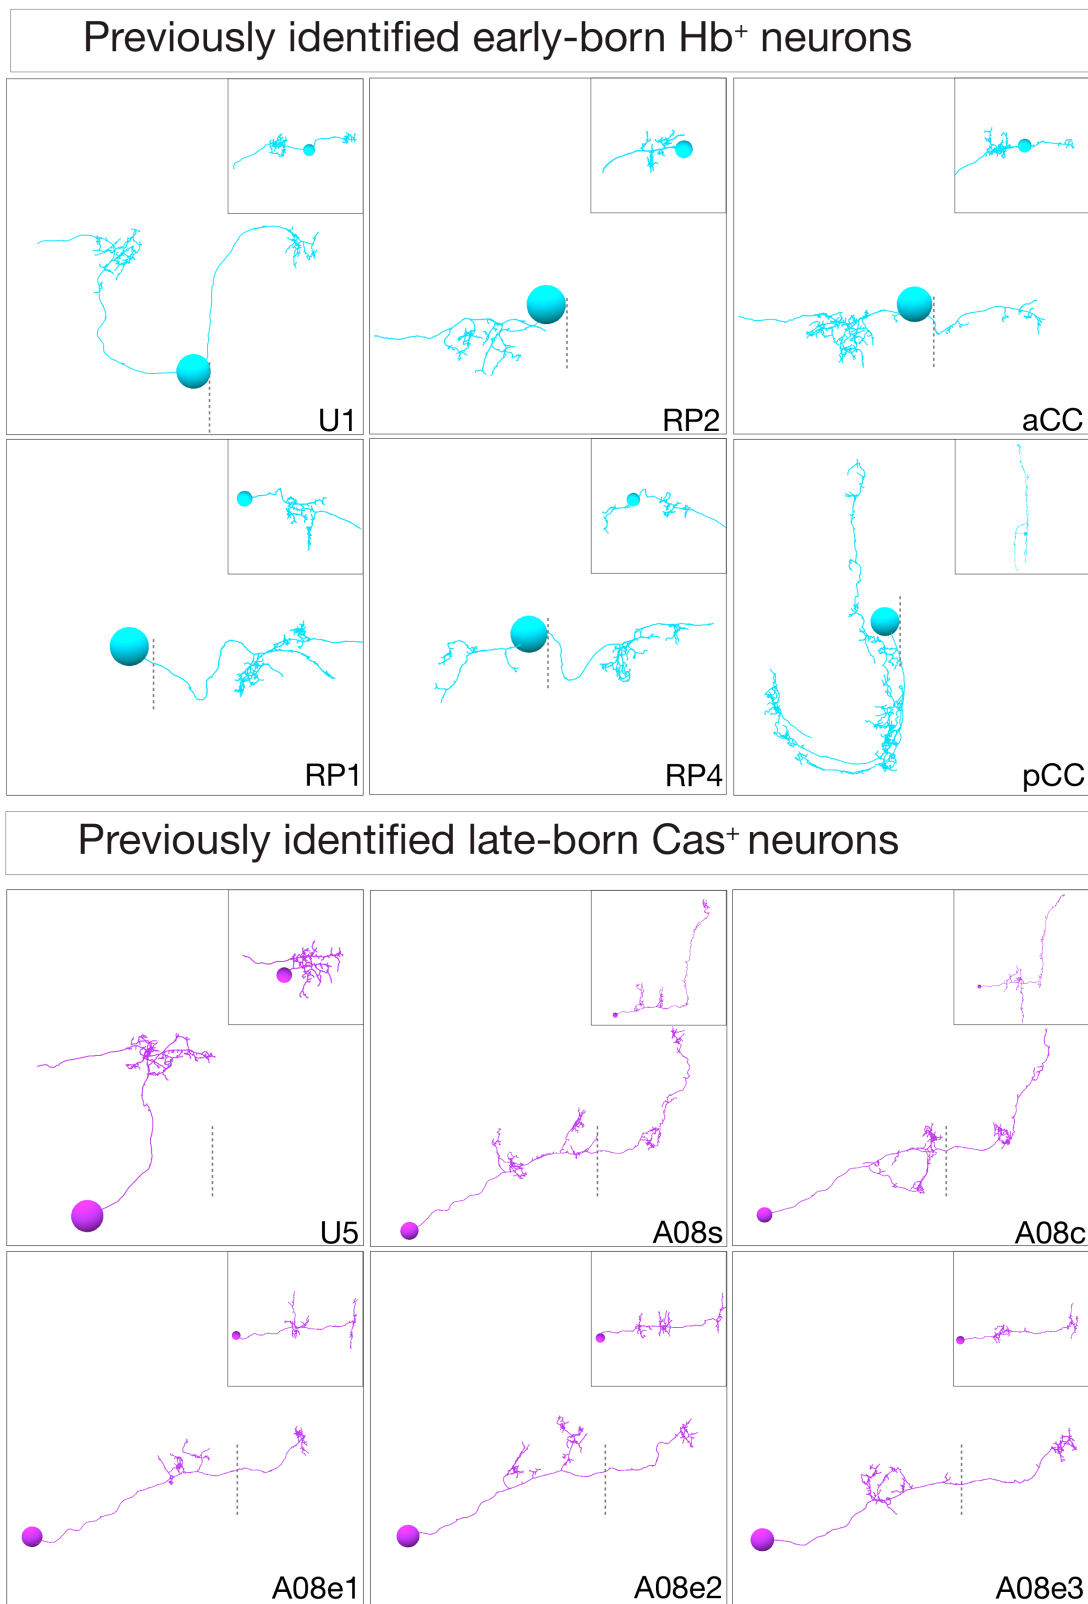 Previously identified early-born Hb⁺ neurons
U1
RP2
aCC
RP1
RP4
pCC
Previously identified late-born Cas⁺ neurons
U5
A08s
A08c
A08e1
A08e2
A08e3